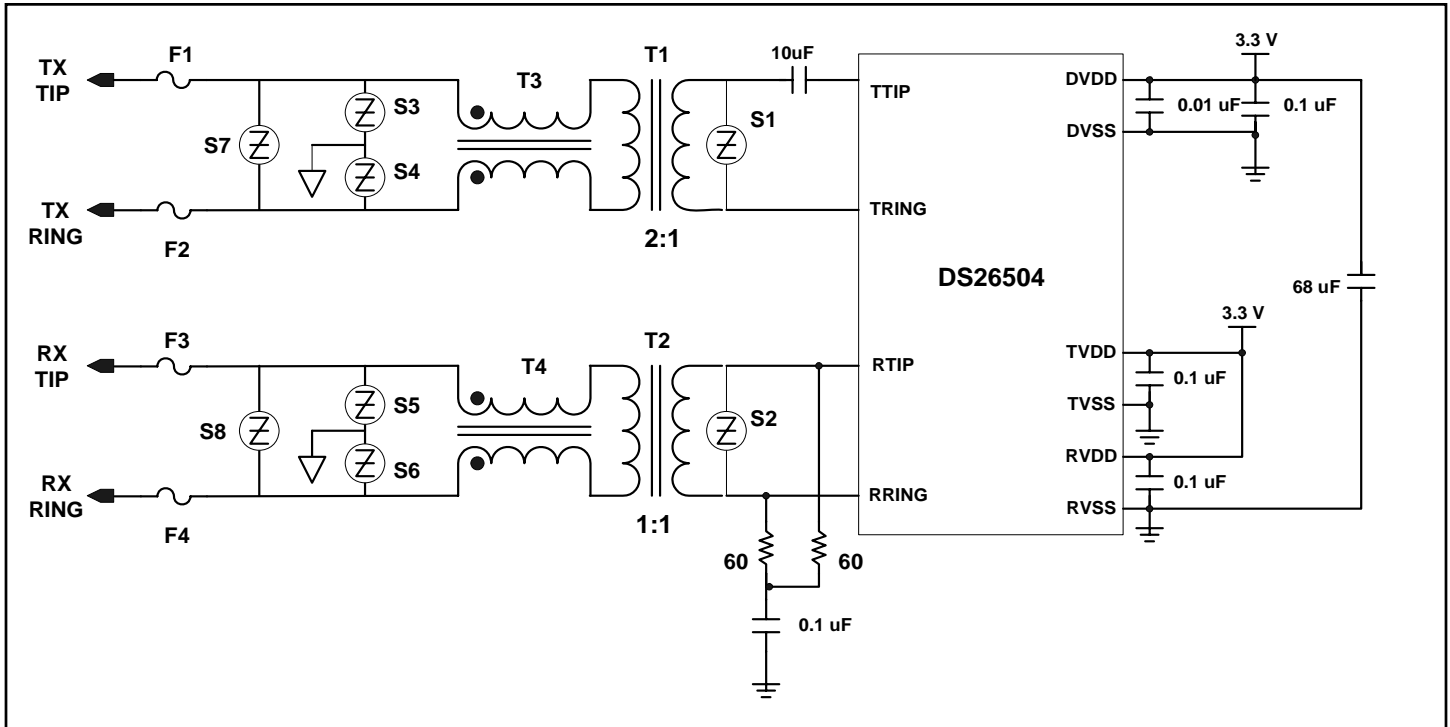 F1
T1
10uF
3.3 V
TX
TIP
T3
TTIP
DVDD
S3
S1
0.01 uF
0.1 uF
S7
DVSS
S4
TX
RING
TRING
F2
2:1
DS26504
68 uF
F3
T2
3.3 V
RX
TIP
T4
RTIP
TVDD
0.1 uF
S5
S2
TVSS
S8
S6
RVDD
0.1 uF
RX
RING
RRING
RVSS
F4
1:1
60
60
0.1 uF